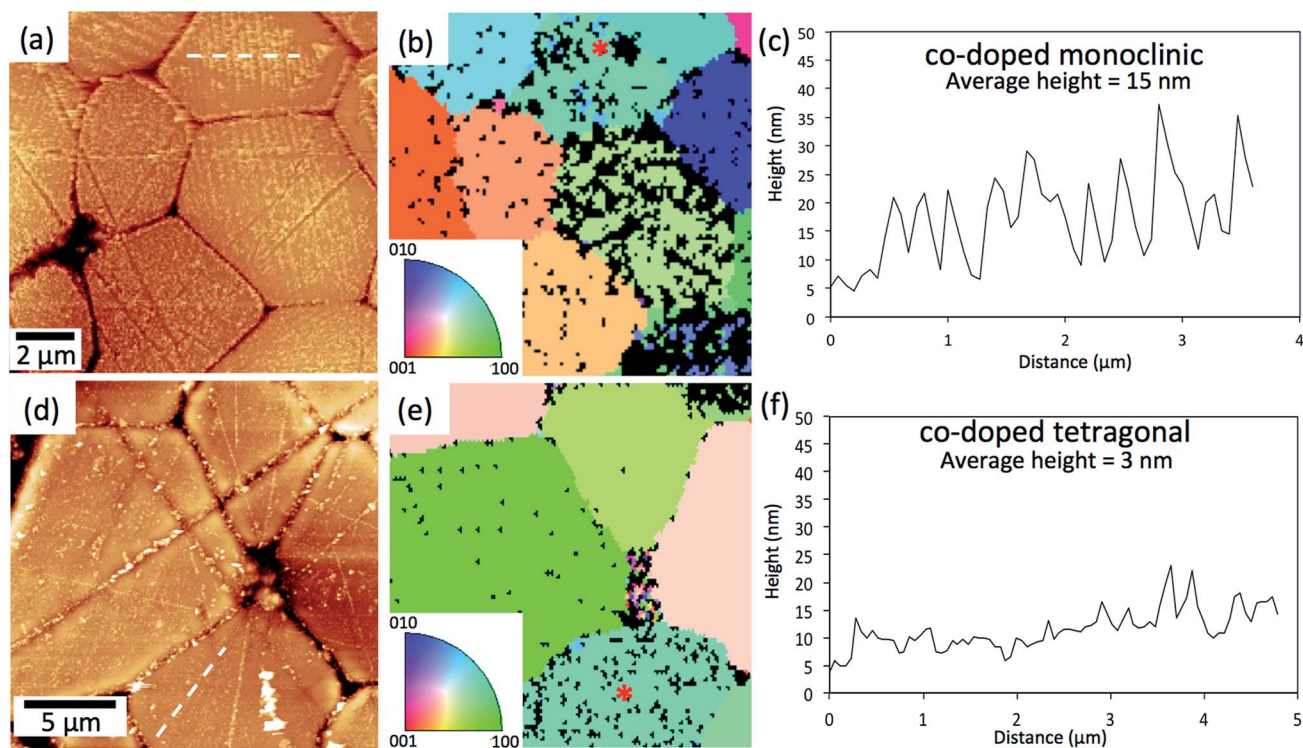 (a)
2 µm
(b)
*
010
001
100
(c)
co-doped monoclinic
Average height = 15 nm
Height (nm)
50
45
40
35
30
25
20
15
10
5
0
0 1 2 3 4
Distance (µm)
(d)
5 µm
(e)
*
010
001
100
(f)
co-doped tetragonal
Average height = 3 nm
Height (nm)
50
45
40
35
30
25
20
15
10
5
0
0 1 2 3 4 5
Distance (µm)